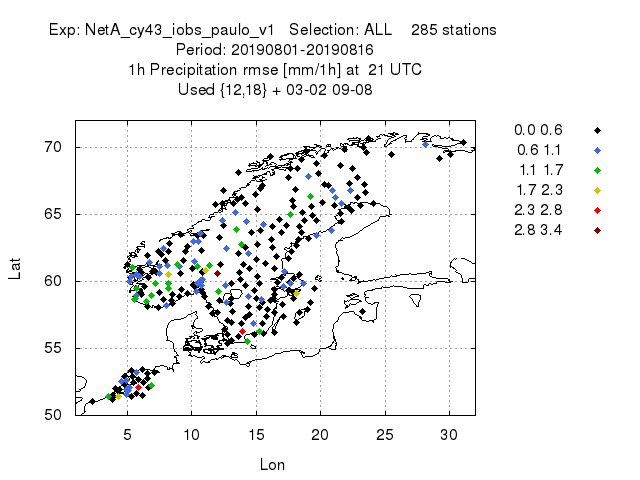 Exp: NetA_cy43_iobs_paulo_v1   Selection: ALL    285 stations
Period: 20190801-20190816
1h Precipitation rmse [mm/1h] at  21 UTC
Used {12,18} + 03-02 09-08
0.0 0.6
0.6 1.1
1.1 1.7
1.7 2.3
2.3 2.8
2.8 3.4
70
65
60
55
50
Lat
5 10 15 20 25 30
Lon